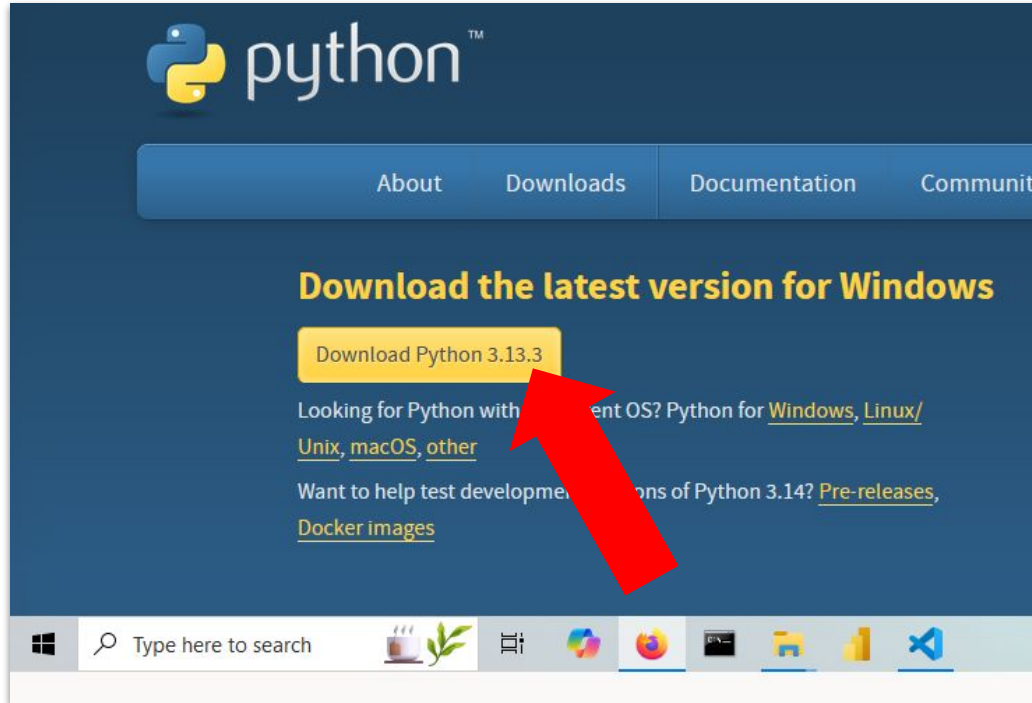 python™
About Downloads Documentation Communit
Download the latest version for Windows
Download Python 3.13.3
Looking for Python with ent OS? Python for Windows, Linux/
Unix, macOS, other
Want to help test developme ons of Python 3.14? Pre-releases,
Docker images
Type here to search